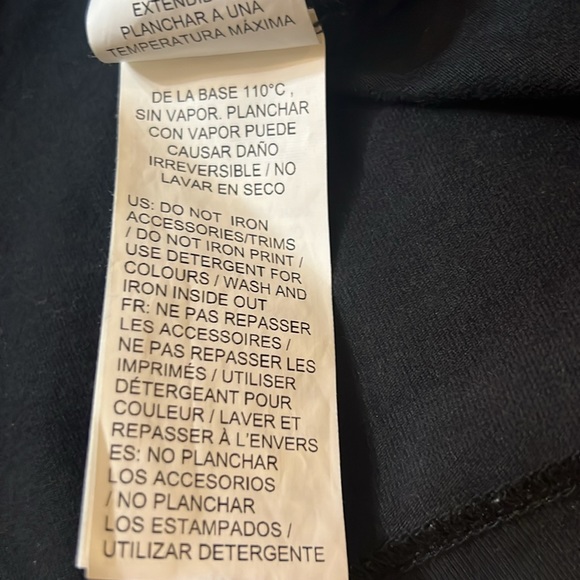 EXTENDID
PLANCHAR A UNA
TEMPERATURA MÁXIMA
DE LA BASE 110°C,
SIN VAPOR. PLANCHAR
CON VAPOR PUEDE
CAUSAR DAÑO
IRREVERSIBLE / NO
LAVAR EN SECO
US: DO NOT IRON
ACCESSORIES/TRIMS
/ DO NOT IRON PRINT /
USE DETERGENT FOR
COLOURS / WASH AND
IRON INSIDE OUT
FR: NE PAS REPASSER
LES ACCESSOIRES /
NE PAS REPASSER LES
IMPRIMÉS / UTILISER
DÉTERGEANT POUR
COULEUR / LAVER ET
REPASSER À L'ENVERS
ES: NO PLANCHAR
LOS ACCESORIOS
/ NO PLANCHAR
LOS ESTAMPADOS /
UTILIZAR DETERGENTE